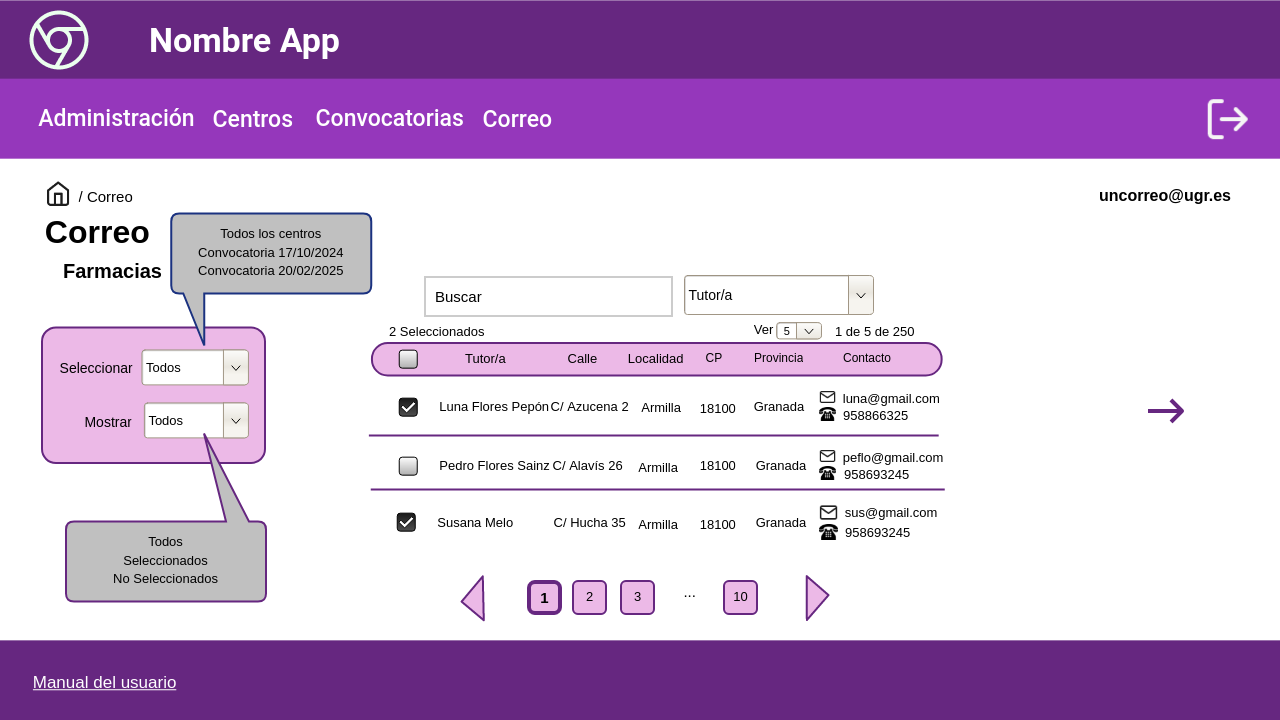 Nombre App
Administración Centros Convocatorias Correo
/ Correo
uncorreo@ugr.es
Correo
Farmacias
Todos los centros
Convocatoria 17/10/2024
Convocatoria 20/02/2025
Buscar
Tutor/a
2 Seleccionados
Ver 5
1 de 5 de 250
Seleccionar Todos
Mostrar Todos
Todos
Seleccionados
No Seleccionados
Tutor/a Calle Localidad CP Provincia Contacto
Luna Flores Pepón C/ Azucena 2 Armilla 18100 Granada luna@gmail.com
958866325
Pedro Flores Sainz C/ Alavís 26 Armilla 18100 Granada peflo@gmail.com
958693245
Susana Melo C/ Hucha 35 Armilla 18100 Granada sus@gmail.com
958693245
1 2 3 ... 10
Manual del usuario